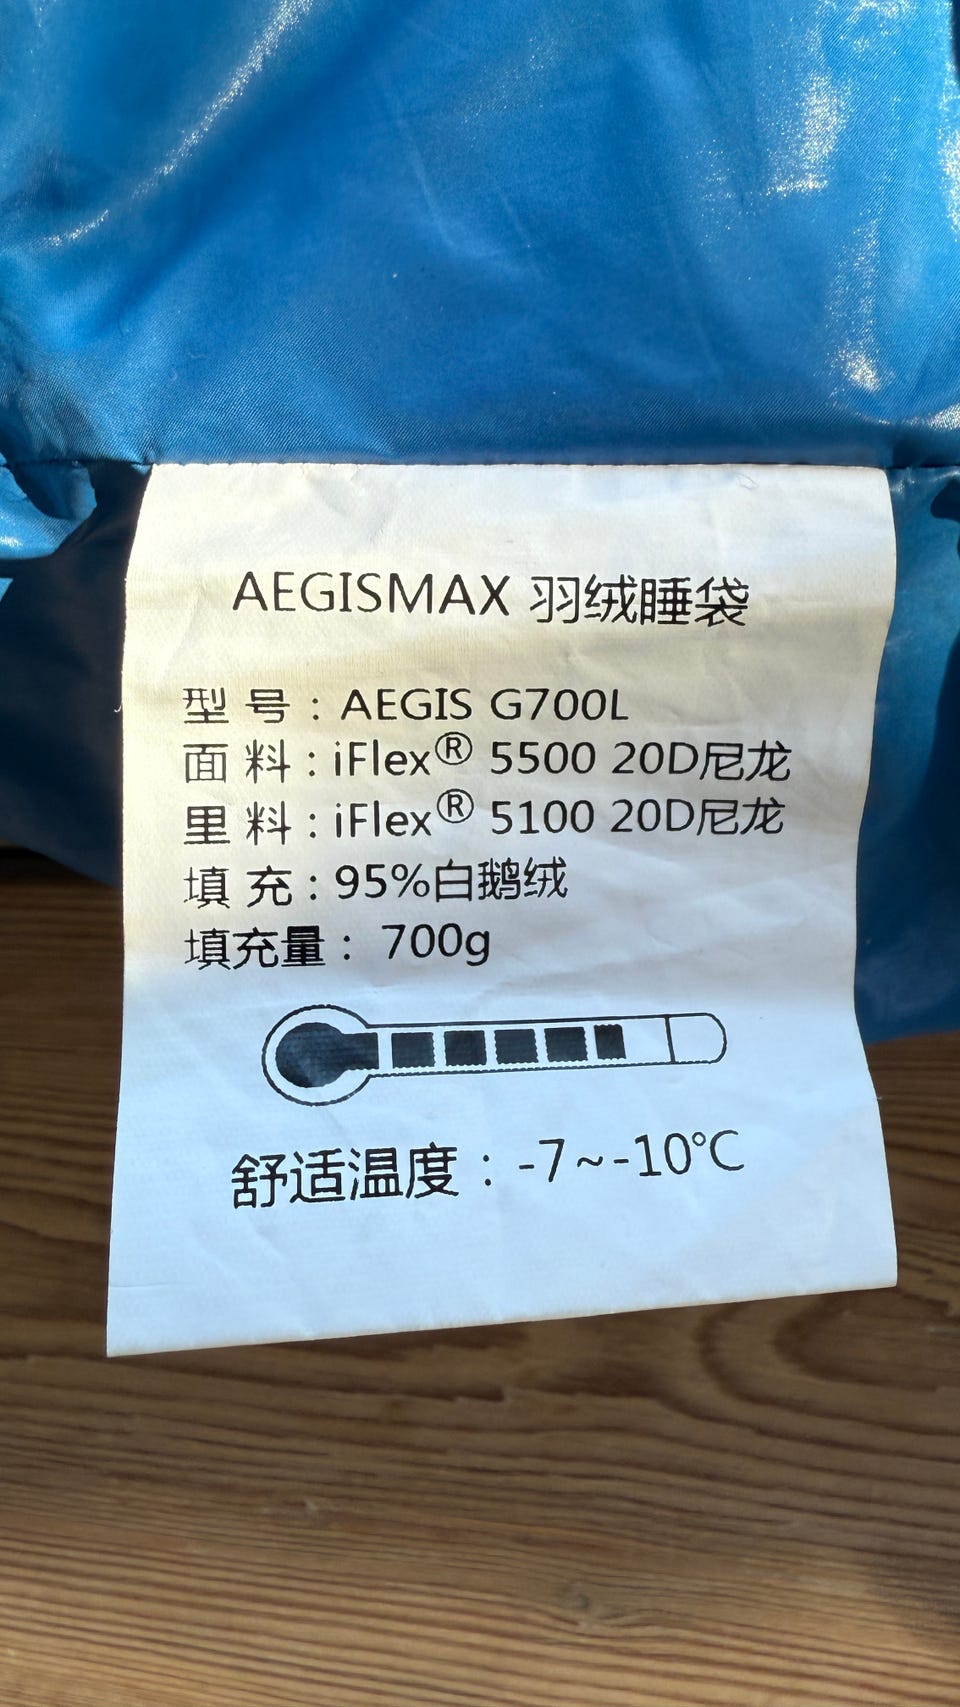 AEGISMAX 羽绒睡袋
型 号：AEGIS G700L
面 料：iFlex® 5500 20D尼龙
里 料：iFlex® 5100 20D尼龙
填 充：95%白鹅绒
填充量： 700g
舒适温度：-7~-10℃